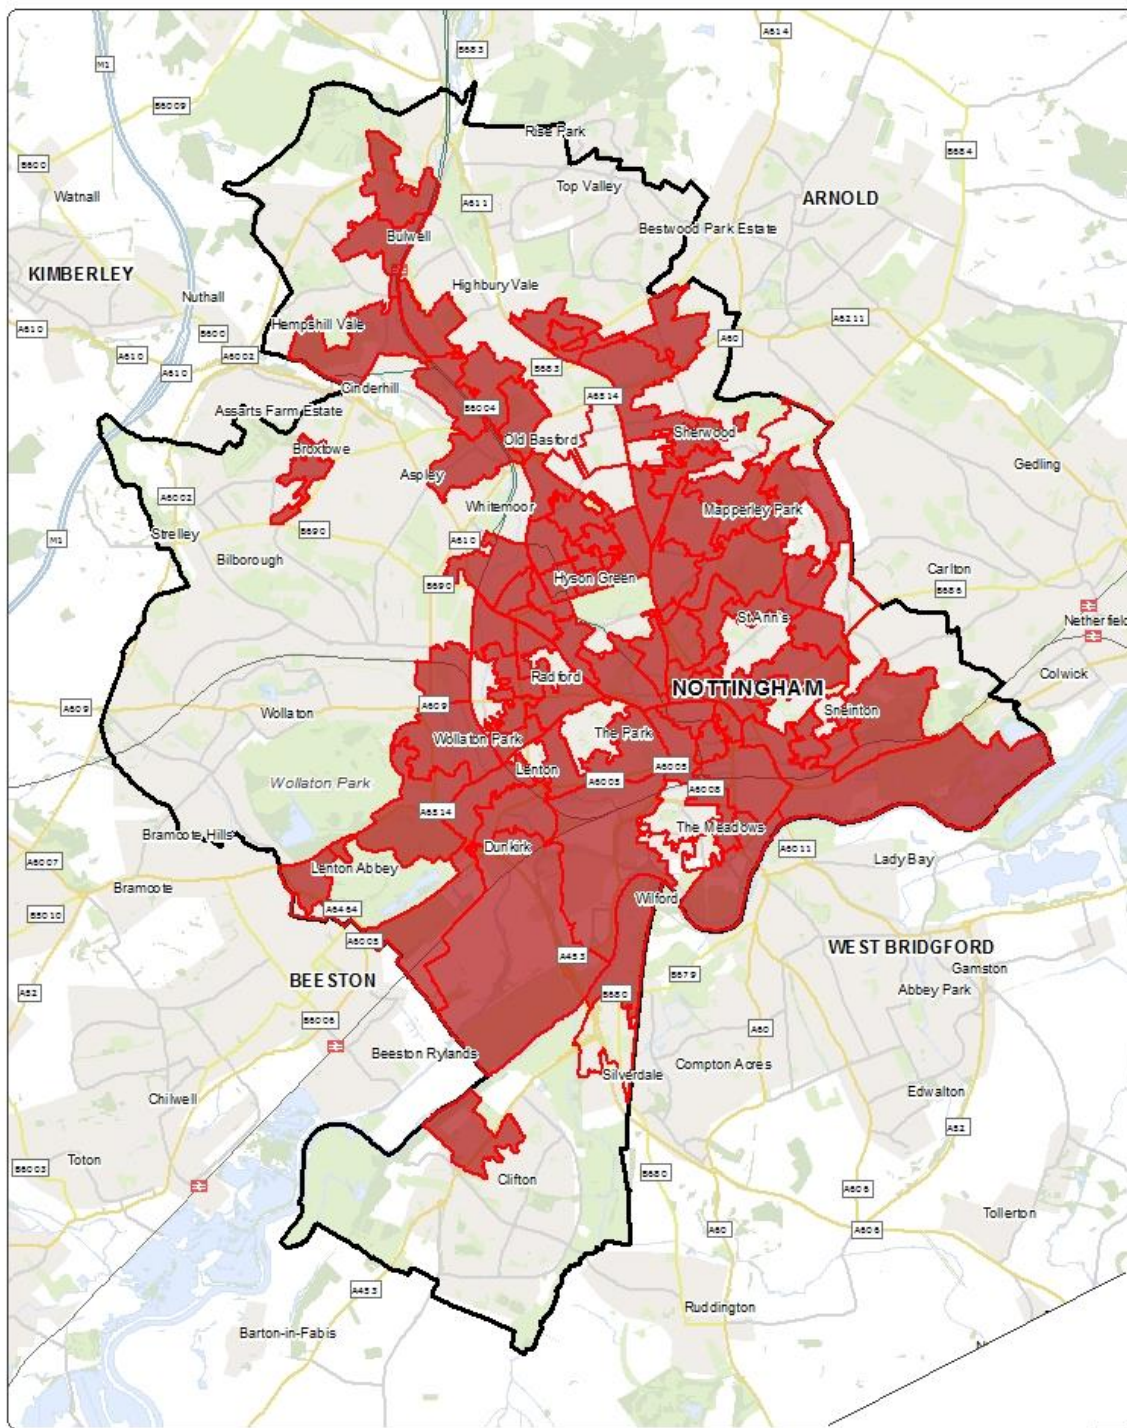 A614
B683
M1
B6009
Rise Park
B684
B600
Watnall
A611
Top Valley
ARNOLD
Bestwood Park Estate
Bulwell
KIMBERLEY
Nuthall
Highbury Vale
A610
B600
Hempshill Vale
A6211
A60
A610
A6002
A610
B683
Cinderhill
A6514
Assarts Farm Estate
B6004
Sherwood
Old Basford
Broxtowe
Gedling
Aspley
A6002
Whitemoor
Mapperley Park
Strelley
B690
M1
A610
Bilborough
Carlton
Hyson Green
B690
B686
St Ann's
Netherfield
Radford
Colwick
NOTTINGHAM
A609
A609
Wollaton
Sneinton
The Park
Wollaton Park
Lenton
A6005
A6005
Wollaton Park
A6008
A6514
The Meadows
Bramcote Hills
Dunkirk
A6011
A6007
Lenton Abbey
Lady Bay
Bramcote
Wilford
B5010
A6464
A6005
WEST BRIDGFORD
A453
Gamston
BEESTON
B679
Abbey Park
A52
B680
B6006
A60
Beeston Rylands
Compton Acres
Silverdale
Edwalton
Chilwell
A52
Toton
B6003
Clifton
B680
A606
Tollerton
A60
A606
A453
Ruddington
Barton-in-Fabis